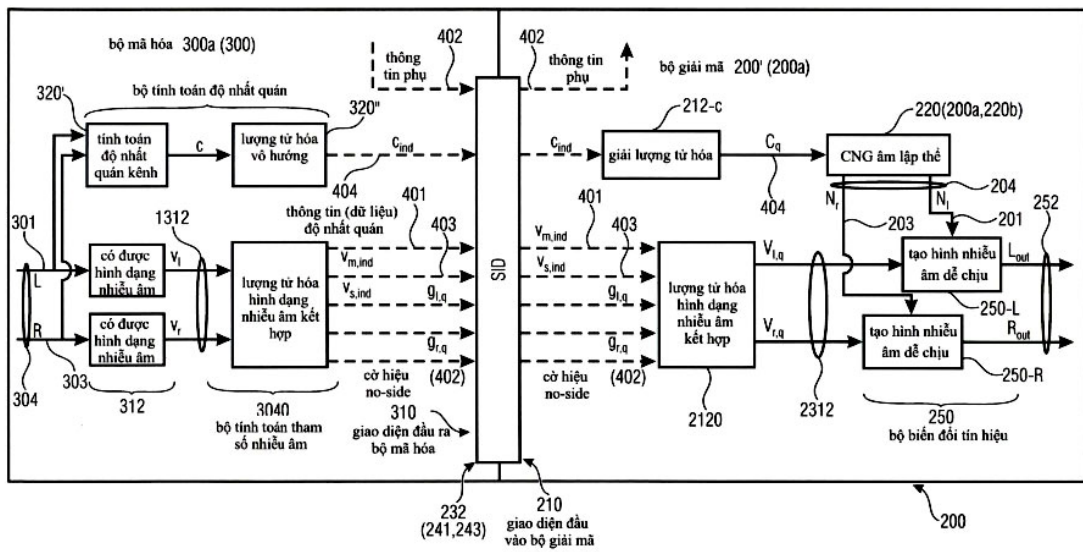 bộ mã hóa 300a (300)
402
thông tin phụ
402
thông tin phụ
bộ giải mã 200' (200a)
320'
bộ tính toán độ nhất quán
320"
212-c
220(200a,220b)
tính toán
độ nhất
quán kênh
c
lượng tử hóa
vô hướng
c_ind
c_ind
giải lượng tử hóa
C_q
CNG âm lập thể
404
404
204
N_r
N_l
thông tin (dữ liệu)
độ nhất quán
401
401
203
201
252
301
1312
403
403
SID
L
có được
hình dạng
nhiễu âm
v_l
lượng tử hóa
hình dạng
nhiễu âm kết
hợp
v_m,ind
v_s,ind
g_l,q
g_r,q
v_m,ind
v_s,ind
g_l,q
g_r,q
lượng tử hóa
hình dạng
nhiễu âm
kết hợp
V_l,q
tạo hình nhiễu
âm dễ chịu
L_out
250-L
R
có được
hình dạng
nhiễu âm
v_r
V_r,q
tạo hình nhiễu
âm dễ chịu
R_out
250-R
304
303
cờ hiệu
no-side
(402)
cờ hiệu
no-side
(402)
312
3040
bộ tính toán tham
số nhiễu âm
310
giao diện đầu ra
bộ mã hóa
2120
2312
250
bộ biến đổi tín hiệu
232
(241,243)
210
giao diện đầu
vào bộ giải mã
200